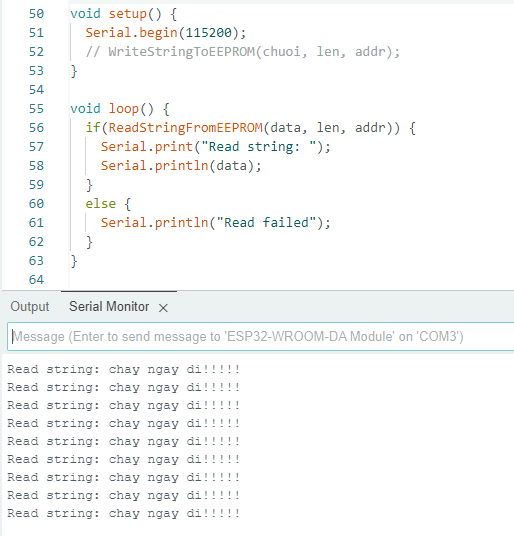 50 void setup() {
51 Serial.begin(115200);
52 // WriteStringToEEPROM(chuoi, len, addr);
53 }
54
55 void loop() {
56 if(ReadStringFromEEPROM(data, len, addr)) {
57 Serial.print("Read string: ");
58 Serial.println(data);
59 }
60 else {
61 Serial.println("Read failed");
62 }
63 }
64
Output Serial Monitor ×
Message (Enter to send message to 'ESP32-WROOM-DA Module' on 'COM3')
Read string: chay ngay di!!!!!
Read string: chay ngay di!!!!!
Read string: chay ngay di!!!!!
Read string: chay ngay di!!!!!
Read string: chay ngay di!!!!!
Read string: chay ngay di!!!!!
Read string: chay ngay di!!!!!
Read string: chay ngay di!!!!!
Read string: chay ngay di!!!!!